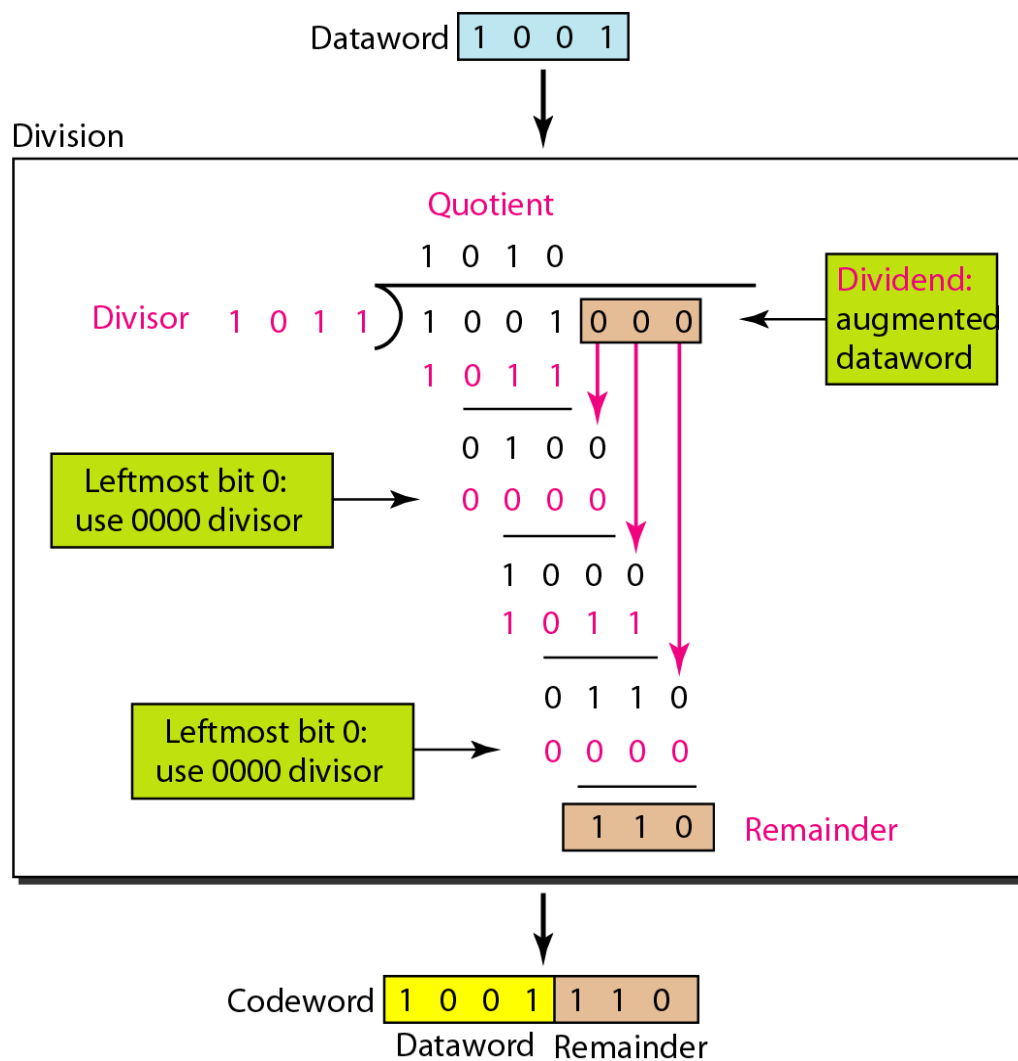 Dataword 1 0 0 1
Division
Quotient
1 0 1 0
Divisor 1 0 1 1 1 0 0 1 0 0 0
Dividend:
augmented
dataword
1 0 1 1
0 1 0 0
Leftmost bit 0:
use 0000 divisor
0 0 0 0
1 0 0 0
1 0 1 1
0 1 1 0
Leftmost bit 0:
use 0000 divisor
0 0 0 0
1 1 0 Remainder
Codeword 1 0 0 1 1 1 0
Dataword Remainder